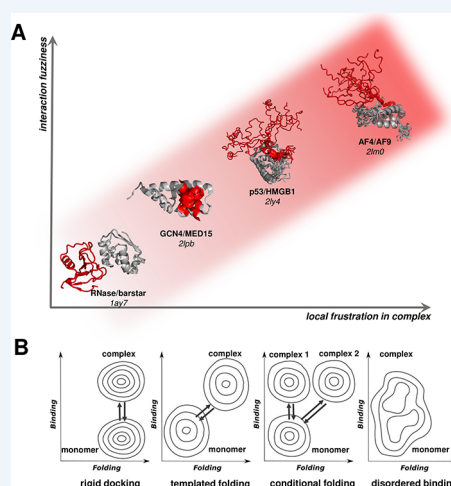 A
interaction fuzziness
AF4/AF9
2lm0
p53/HMGB1
2ly4
GCN4/MED15
2lpb
RNase/barstar
1ay7
local frustration in complex
B
complex
complex
complex 1 complex 2
complex
Binding
Binding
Binding
Binding
monomer
monomer
monomer
monomer
Folding
Folding
Folding
Folding
rigid docking
templated folding
conditional folding
disordered